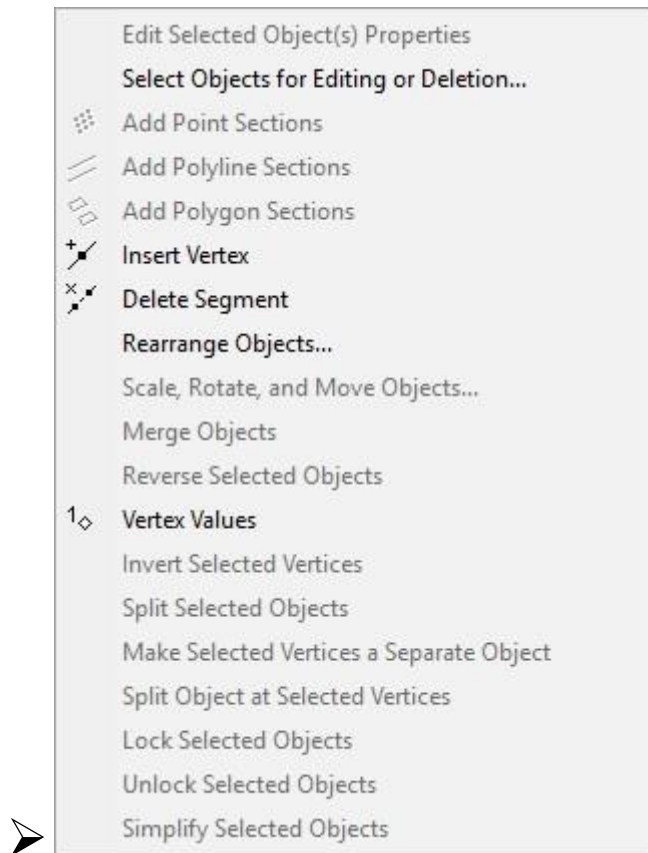 Edit Selected Object(s) Properties
Select Objects for Editing or Deletion...
Add Point Sections
Add Polyline Sections
Add Polygon Sections
Insert Vertex
Delete Segment
Rearrange Objects...
Scale, Rotate, and Move Objects...
Merge Objects
Reverse Selected Objects
1 Vertex Values
Invert Selected Vertices
Split Selected Objects
Make Selected Vertices a Separate Object
Split Object at Selected Vertices
Lock Selected Objects
Unlock Selected Objects
Simplify Selected Objects